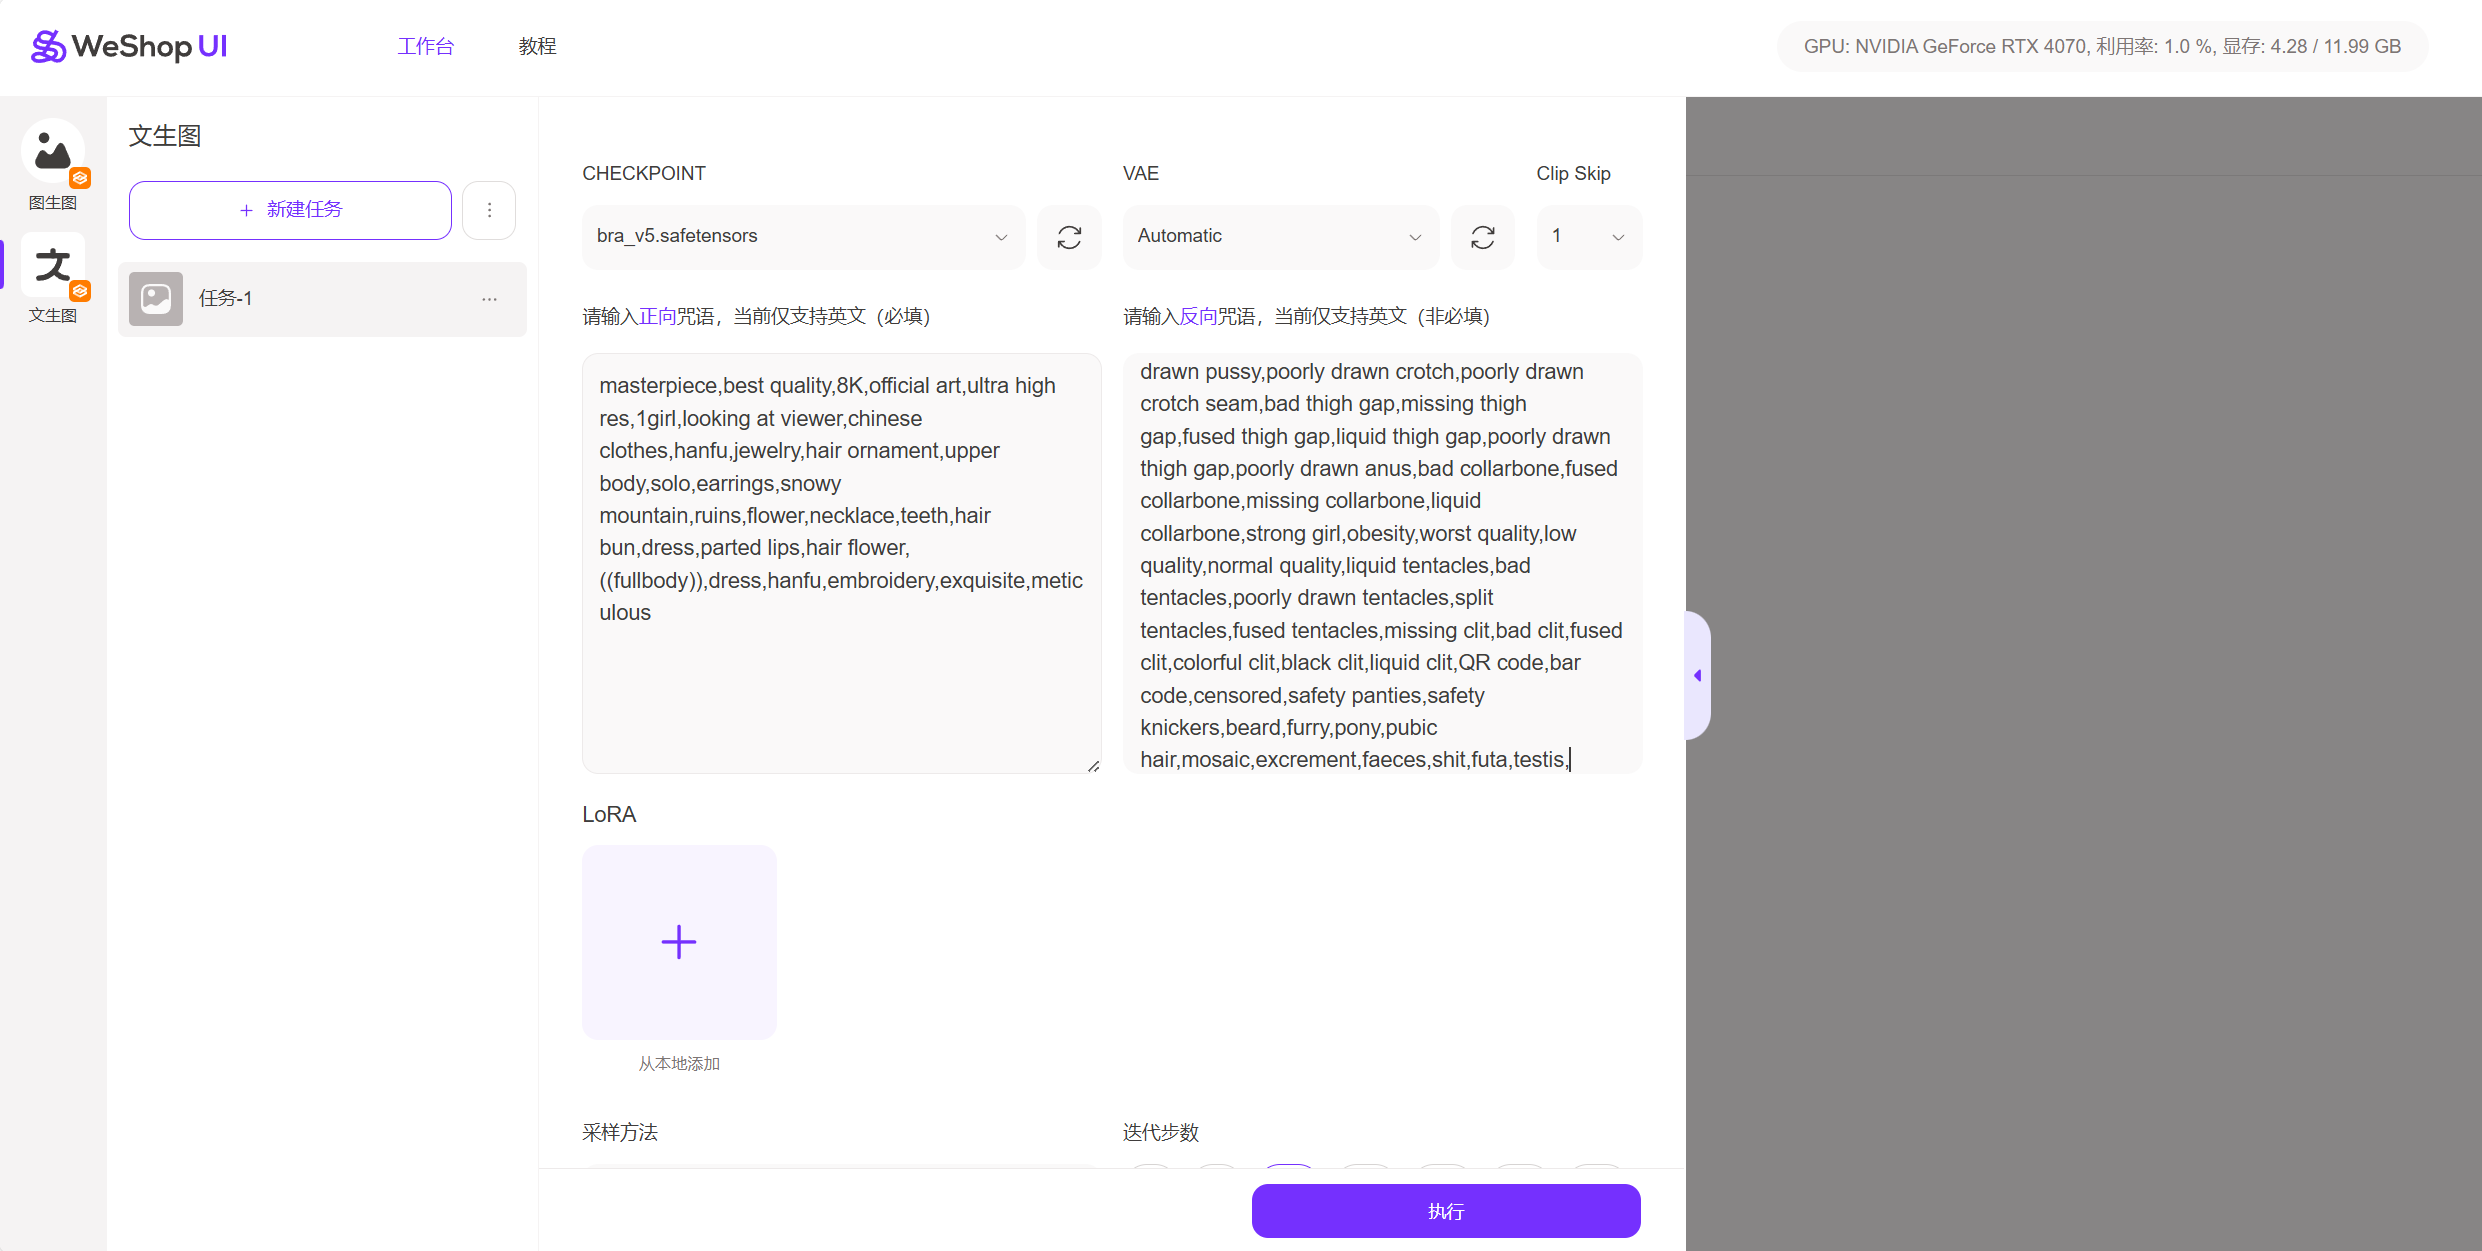 WeShop UI
工作台
教程
GPU: NVIDIA GeForce RTX 4070, 利用率: 1.0 %, 显存: 4.28 / 11.99 GB
图生图
文生图
文生图
+ 新建任务
任务-1
CHECKPOINT
bra_v5.safetensors
VAE
Automatic
Clip Skip
1
请输入正向咒语，当前仅支持英文（必填）
masterpiece,best quality,8K,official art,ultra high
res,1girl,looking at viewer,chinese
clothes,hanfu,jewelry,hair ornament,upper
body,solo,earrings,snowy
mountain,ruins,flower,necklace,teeth,hair
bun,dress,parted lips,hair flower,
((fullbody)),dress,hanfu,embroidery,exquisite,metic
ulous
请输入反向咒语，当前仅支持英文（非必填）
drawn pussy,poorly drawn crotch,poorly drawn
crotch seam,bad thigh gap,missing thigh
gap,fused thigh gap,liquid thigh gap,poorly drawn
thigh gap,poorly drawn anus,bad collarbone,fused
collarbone,missing collarbone,liquid
collarbone,strong girl,obesity,worst quality,low
quality,normal quality,liquid tentacles,bad
tentacles,poorly drawn tentacles,split
tentacles,fused tentacles,missing clit,bad clit,fused
clit,colorful clit,black clit,liquid clit,QR code,bar
code,censored,safety panties,safety
knickers,beard,furry,pony,pubic
hair,mosaic,excrement,faeces,shit,futa,testis,
LoRA
从本地添加
采样方法
迭代步数
执行